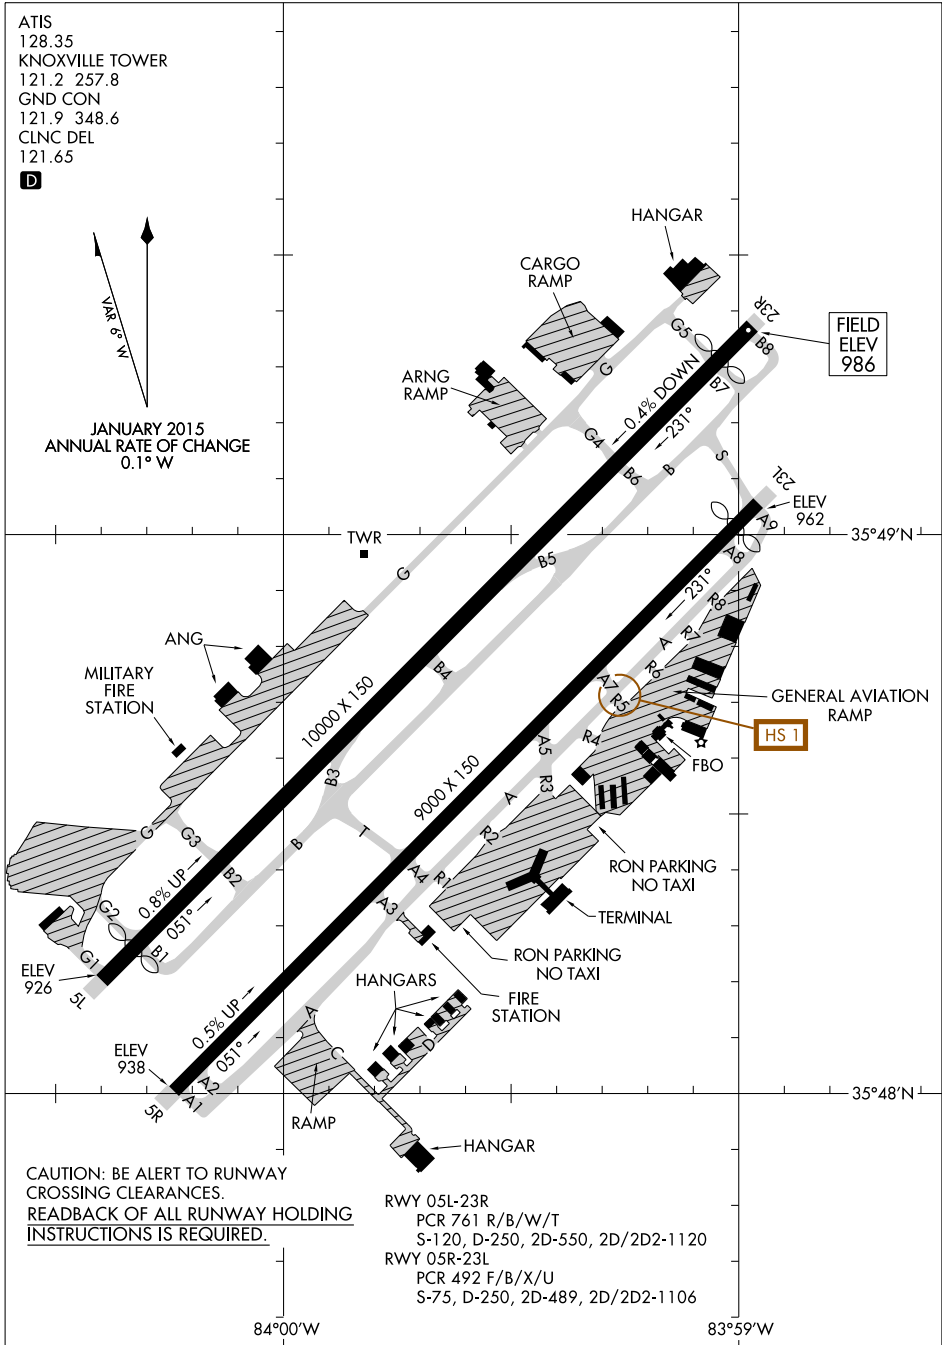 ATIS
128.35
KNOXVILLE TOWER
121.2 257.8
GND CON
121.9 348.6
CLNC DEL
121.65
D
VAR 6° W
JANUARY 2015
ANNUAL RATE OF CHANGE
0.1° W
HANGAR
CARGO
RAMP
ARNG
RAMP
23R
FIELD
ELEV
986
G5
B8
B7
G
0.4% DOWN
231°
G4
B6
B
S
23L
ELEV
962
A9
A8
35°49'N
TWR
G
B5
231°
R8
R7
A
R6
ANG
MILITARY
FIRE
STATION
B4
A7
R5
GENERAL AVIATION
RAMP
HS 1
10000 X 150
R4
A5
FBO
B3
R3
9000 X 150
A
R2
G
G3
B
T
A4
R1
RON PARKING
NO TAXI
0.8% UP
B2
051°
G2
A3
TERMINAL
B1
G1
ELEV
926
5L
RON PARKING
NO TAXI
HANGARS
FIRE
STATION
0.5% UP
051°
A
D
C
ELEV
938
A2
A1
5R
RAMP
35°48'N
HANGAR
CAUTION: BE ALERT TO RUNWAY
CROSSING CLEARANCES.
READBACK OF ALL RUNWAY HOLDING
INSTRUCTIONS IS REQUIRED.
RWY 05L-23R
PCR 761 R/B/W/T
S-120, D-250, 2D-550, 2D/2D2-1120
RWY 05R-23L
PCR 492 F/B/X/U
S-75, D-250, 2D-489, 2D/2D2-1106
84°00'W
83°59'W